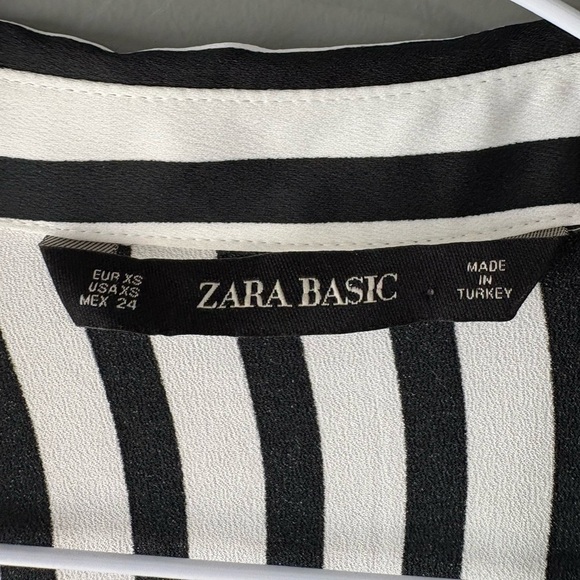 EUR XS
USA XS
MEX 24
ZARA BASIC
MADE
IN
TURKEY